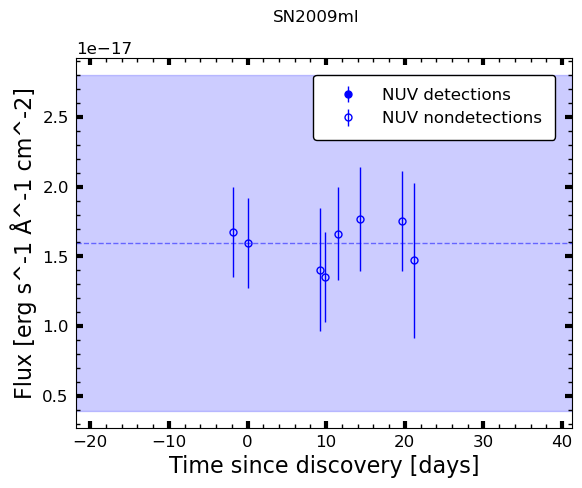 SN2009ml
1e−17
NUV detections
NUV nondetections
2.5
2.0
1.5
1.0
0.5
Flux [erg s^-1 Å^-1 cm^-2]
−20 −10 0 10 20 30 40
Time since discovery [days]